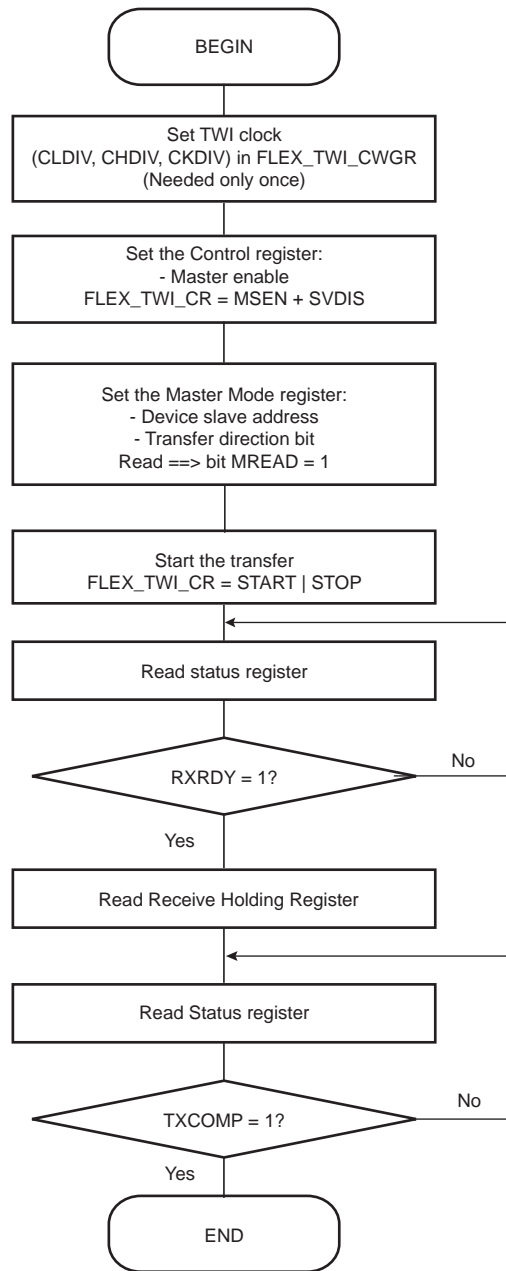 BEGIN
Set TWI clock
(CLDIV, CHDIV, CKDIV) in FLEX_TWI_CWGR
(Needed only once)
Set the Control register:
- Master enable
FLEX_TWI_CR = MSEN + SVDIS
Set the Master Mode register:
- Device slave address
- Transfer direction bit
Read ==> bit MREAD = 1
Start the transfer
FLEX_TWI_CR = START | STOP
Read status register
RXRDY = 1?
No
Yes
Read Receive Holding Register
Read Status register
TXCOMP = 1?
No
Yes
END